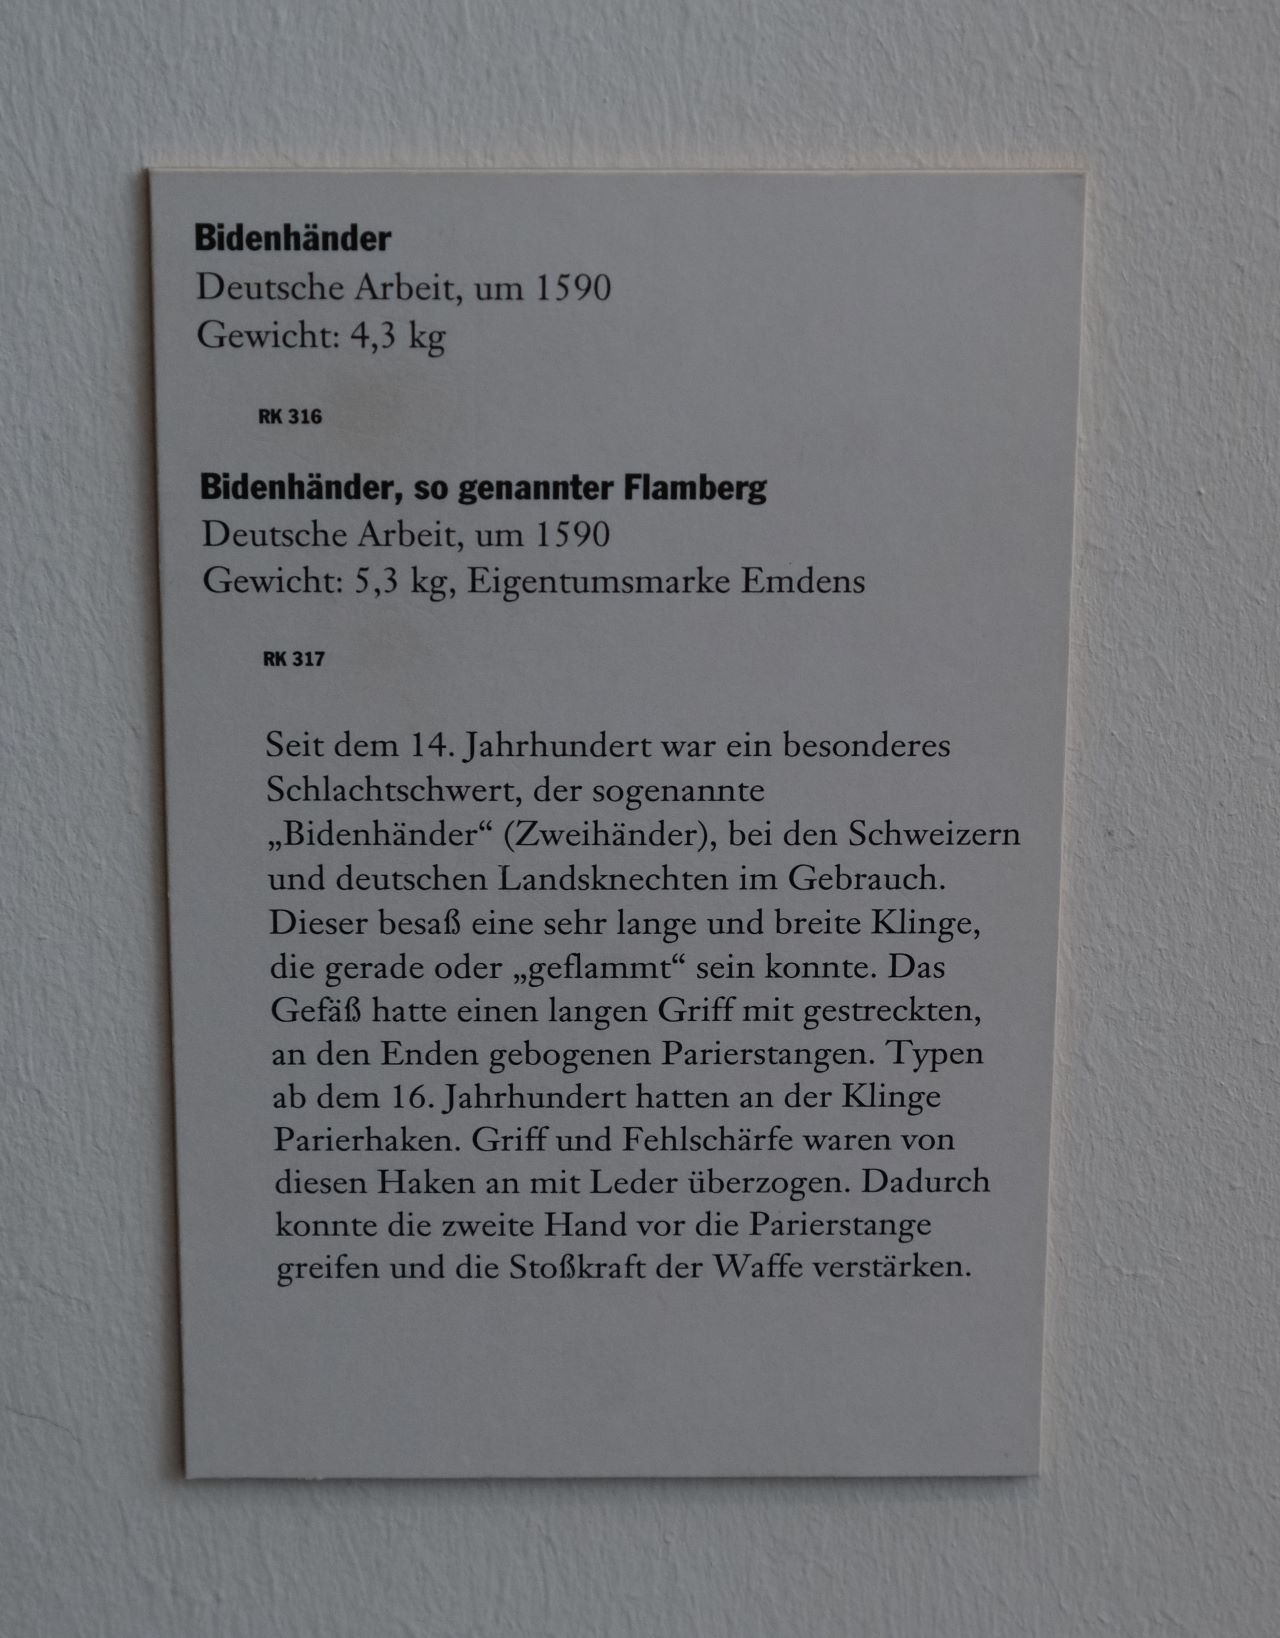 Bidenhänder
Deutsche Arbeit, um 1590
Gewicht: 4,3 kg
RK 316
Bidenhänder, so genannter Flamberg
Deutsche Arbeit, um 1590
Gewicht: 5,3 kg, Eigentumsmarke Emdens
RK 317
Seit dem 14. Jahrhundert war ein besonderes
Schlachtschwert, der sogenannte
„Bidenhänder“ (Zweihänder), bei den Schweizern
und deutschen Landsknechten im Gebrauch.
Dieser besaß eine sehr lange und breite Klinge,
die gerade oder „geflammt“ sein konnte. Das
Gefäß hatte einen langen Griff mit gestreckten,
an den Enden gebogenen Parierstangen. Typen
ab dem 16. Jahrhundert hatten an der Klinge
Parierhaken. Griff und Fehlschärfe waren von
diesen Haken an mit Leder überzogen. Dadurch
konnte die zweite Hand vor die Parierstange
greifen und die Stoßkraft der Waffe verstärken.